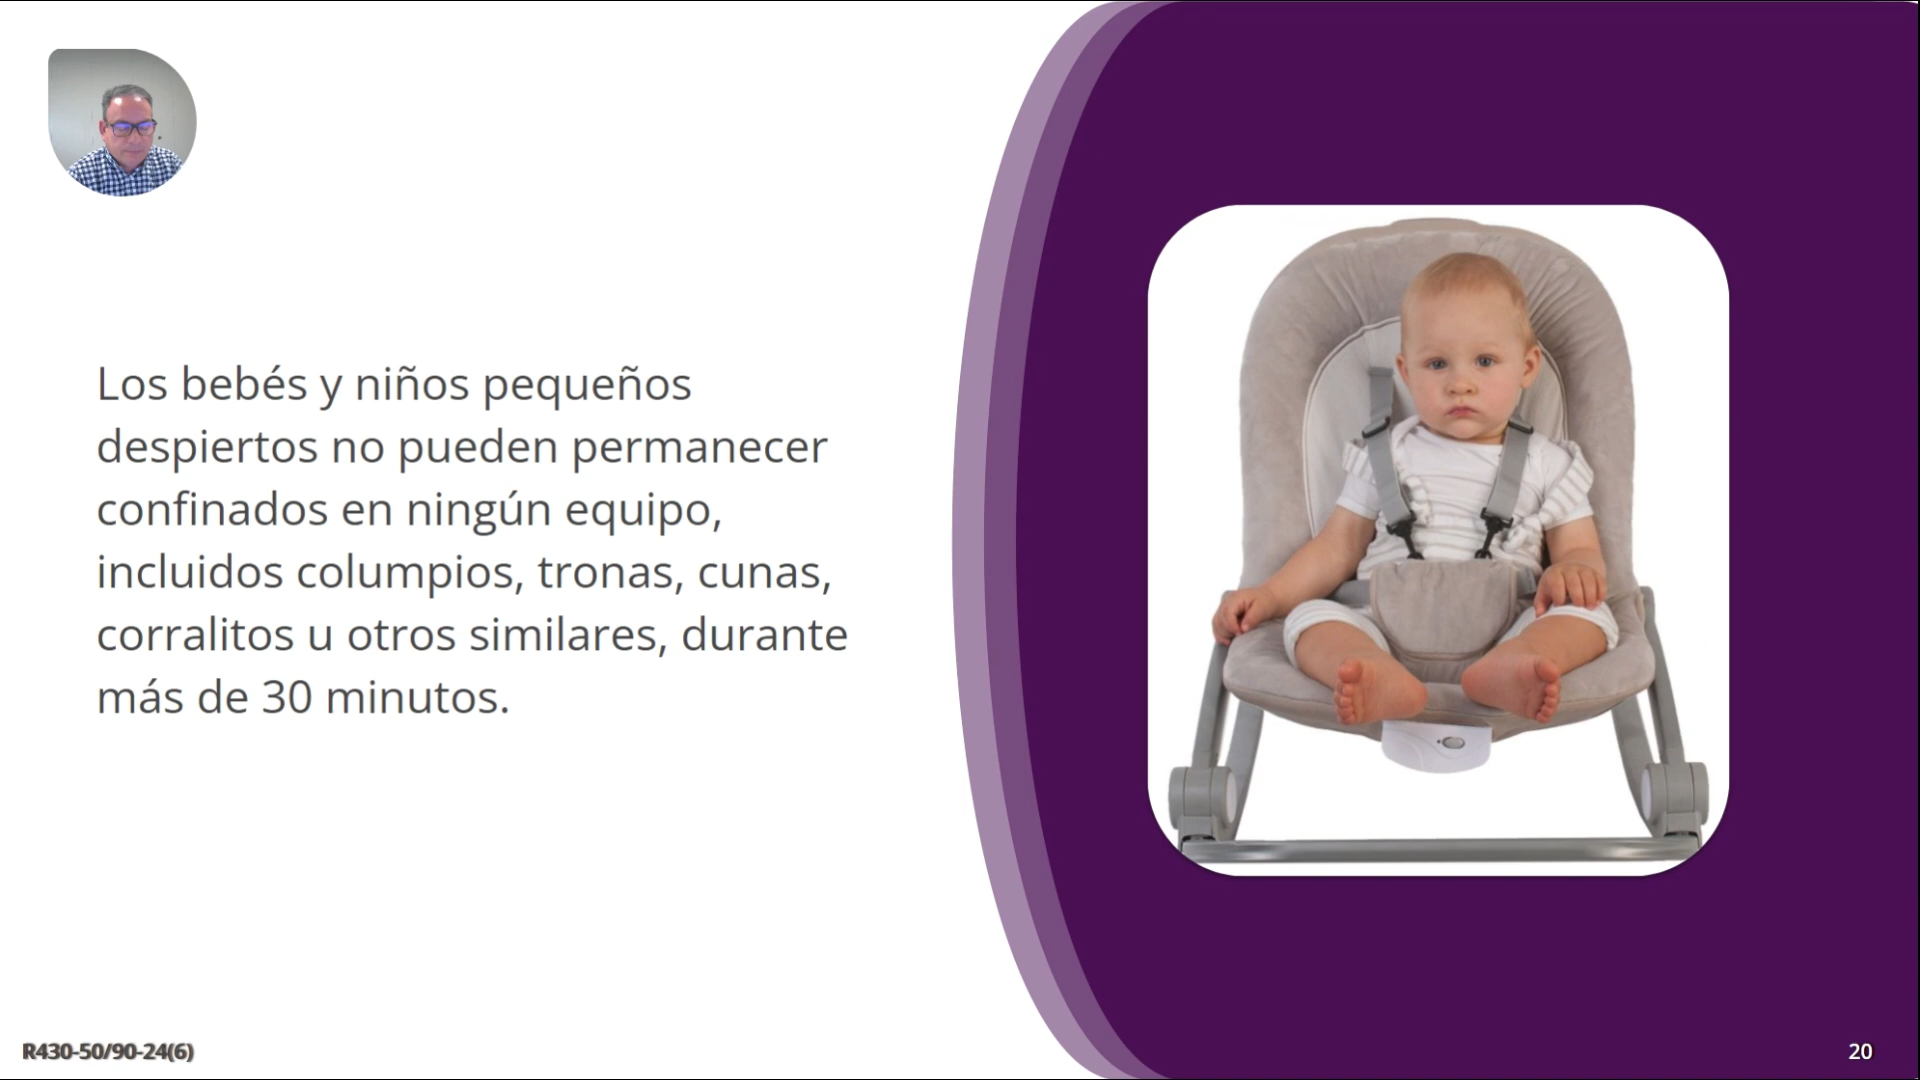 Los bebés y niños pequeños
despiertos no pueden permanecer
confinados en ningún equipo,
incluidos columpios, tronas, cunas,
corralitos u otros similares, durante
más de 30 minutos.
R430-50/90-24(6)
20